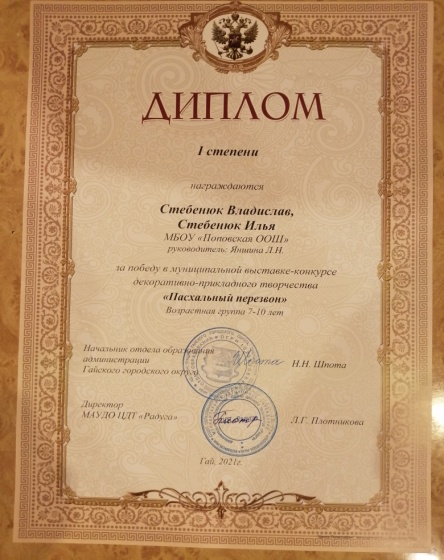 ДИПЛОМ
I степени
награждаются
Стебенюк Владислав,
Стебенюк Илья
МБОУ «Поповская ООШ»
руководитель: Яншина Л.Н.
за победу в муниципальной выставке-конкурсе
декоративно-прикладного творчества
«Пасхальный перезвон»
Возрастная группа 7-10 лет
Начальник отдела образования
администрации
Гайского городского округа
Н.Н. Шпота
Директор
МАУДО ЦДТ «Радуга»
Л.Г. Плотникова
Гай, 2021г.